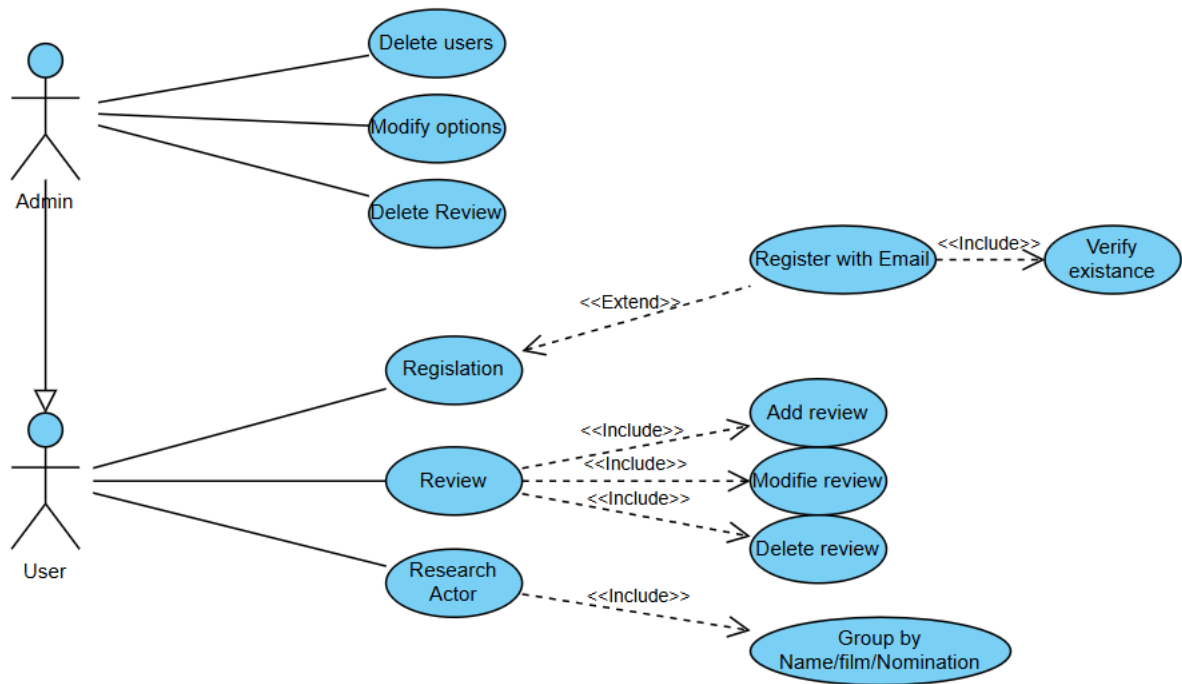 Delete users
Modify options
Delete Review
Admin
Register with Email
<<Include>>
Verify
existance
<<Extend>>
Regislation
Add review
<<Include>>
Review
<<Include>>
Modifie review
<<Include>>
Delete review
User
Research
Actor
<<Include>>
Group by
Name/film/Nomination